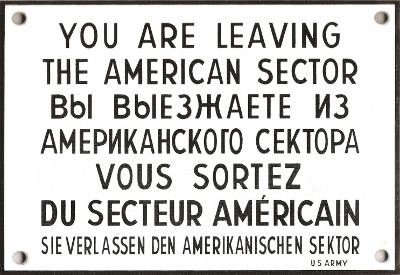 YOU ARE LEAVING
THE AMERICAN SECTOR
ВЫ ВЫЕЗЖАЕТЕ ИЗ
АМЕРИКАНСКОГО СЕКТОРА
VOUS SORTEZ
DU SECTEUR AMÉRICAIN
SIE VERLASSEN DEN AMERIKANISCHEN SEKTOR
US ARMY